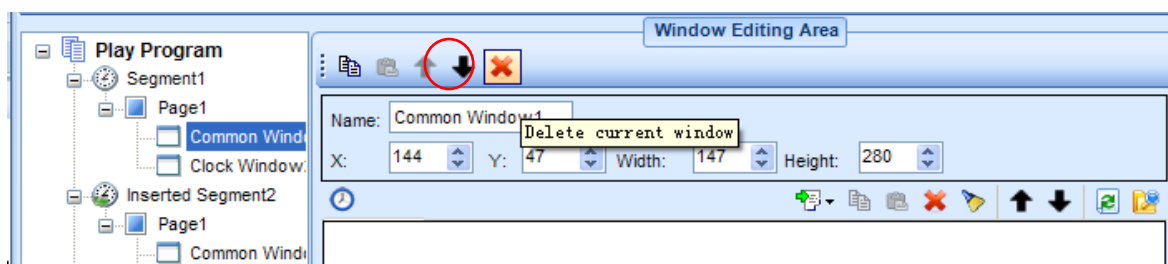 Window Editing Area
Play Program
Segment1
Page1
Common Windo
Clock Window
Inserted Segment2
Page1
Common Windo
Name: Common Window1
Delete current window
X: 144 Y: 47 Width: 147 Height: 280